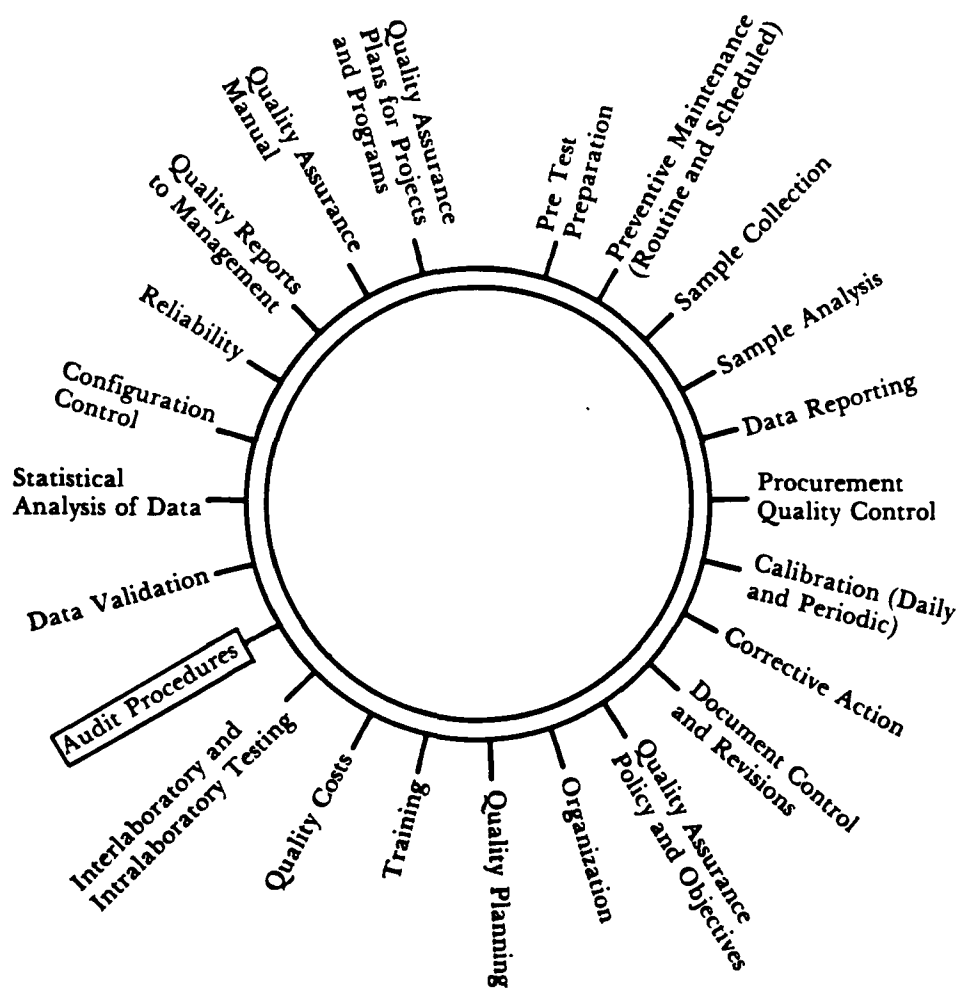 Quality Assurance
Plans for Projects
and Programs
Pre Test
Preparation
Preventive Maintenance
(Routine and Scheduled)
Sample Collection
Sample Analysis
Data Reporting
Procurement
Quality Control
Calibration (Daily
and Periodic)
Corrective Action
Document Control
and Revisions
Quality Assurance
Policy and Objectives
Organization
Quality Planning
Training
Quality Costs
Interlaboratory and
Intralaboratory Testing
Audit Procedures
Data Validation
Statistical
Analysis of Data
Configuration
Control
Reliability
Quality Reports
to Management
Quality Assurance
Manual